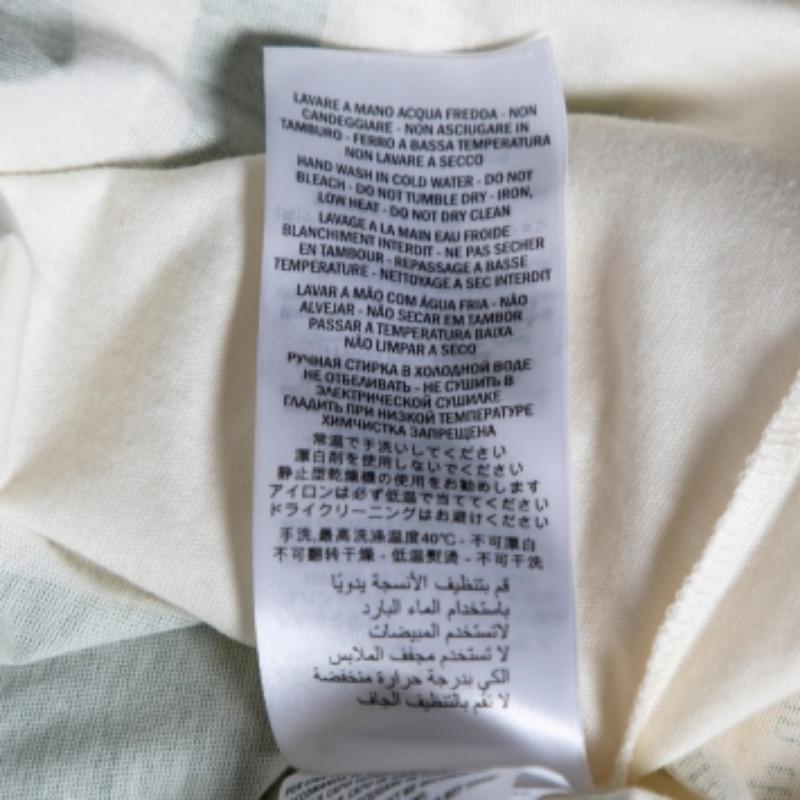 LAVARE A MANO ACQUA FREDDA - NON
CANDEGGIARE - NON ASCIUGARE IN
TAMBURO - FERRO A BASSA TEMPERATURA
NON LAVARE A SECCO
HAND WASH IN COLD WATER - DO NOT
BLEACH - DO NOT TUMBLE DRY - IRON,
LOW HEAT - DO NOT DRY CLEAN
LAVAGE A LA MAIN EAU FROIDE
BLANCHIMENT INTERDIT - NE PAS SECHER
EN TAMBOUR - REPASSAGE A BASSE
TEMPERATURE - NETTOYAGE A SEC INTERDIT
LAVAR A MÃO COM ÁGUA FRIA - NÃO
ALVEJAR - NÃO SECAR EM TAMBOR
PASSAR A TEMPERATURA BAIXA
NÃO LIMPAR A SECO
РУЧНАЯ СТИРКА В ХОЛОДНОЙ ВОДЕ
НЕ ОТБЕЛИВАТЬ - НЕ СУШИТЬ В
ЭЛЕКТРИЧЕСКОЙ СУШИЛКЕ
ГЛАДИТЬ ПРИ НИЗКОЙ ТЕМПЕРАТУРЕ
ХИМЧИСТКА ЗАПРЕЩЕНА
常温で手洗いしてください
漂白剤を使用しないでください
静止型乾燥機の使用をお勧めします
アイロンは必ず低温で当ててください
ドライクリーニングはお避けください
手洗,最高洗涤温度40°C - 不可漂白
不可翻转干燥 - 低温熨烫 - 不可干洗
قم بتنظيف الأنسجة يدويًا
باستخدام الماء البارد
لاتستخدم المبيضات
لا تستخدم مجفف الملابس
الكي بدرجة حرارة منخفضة
لا تقم بالتنظيف الجاف